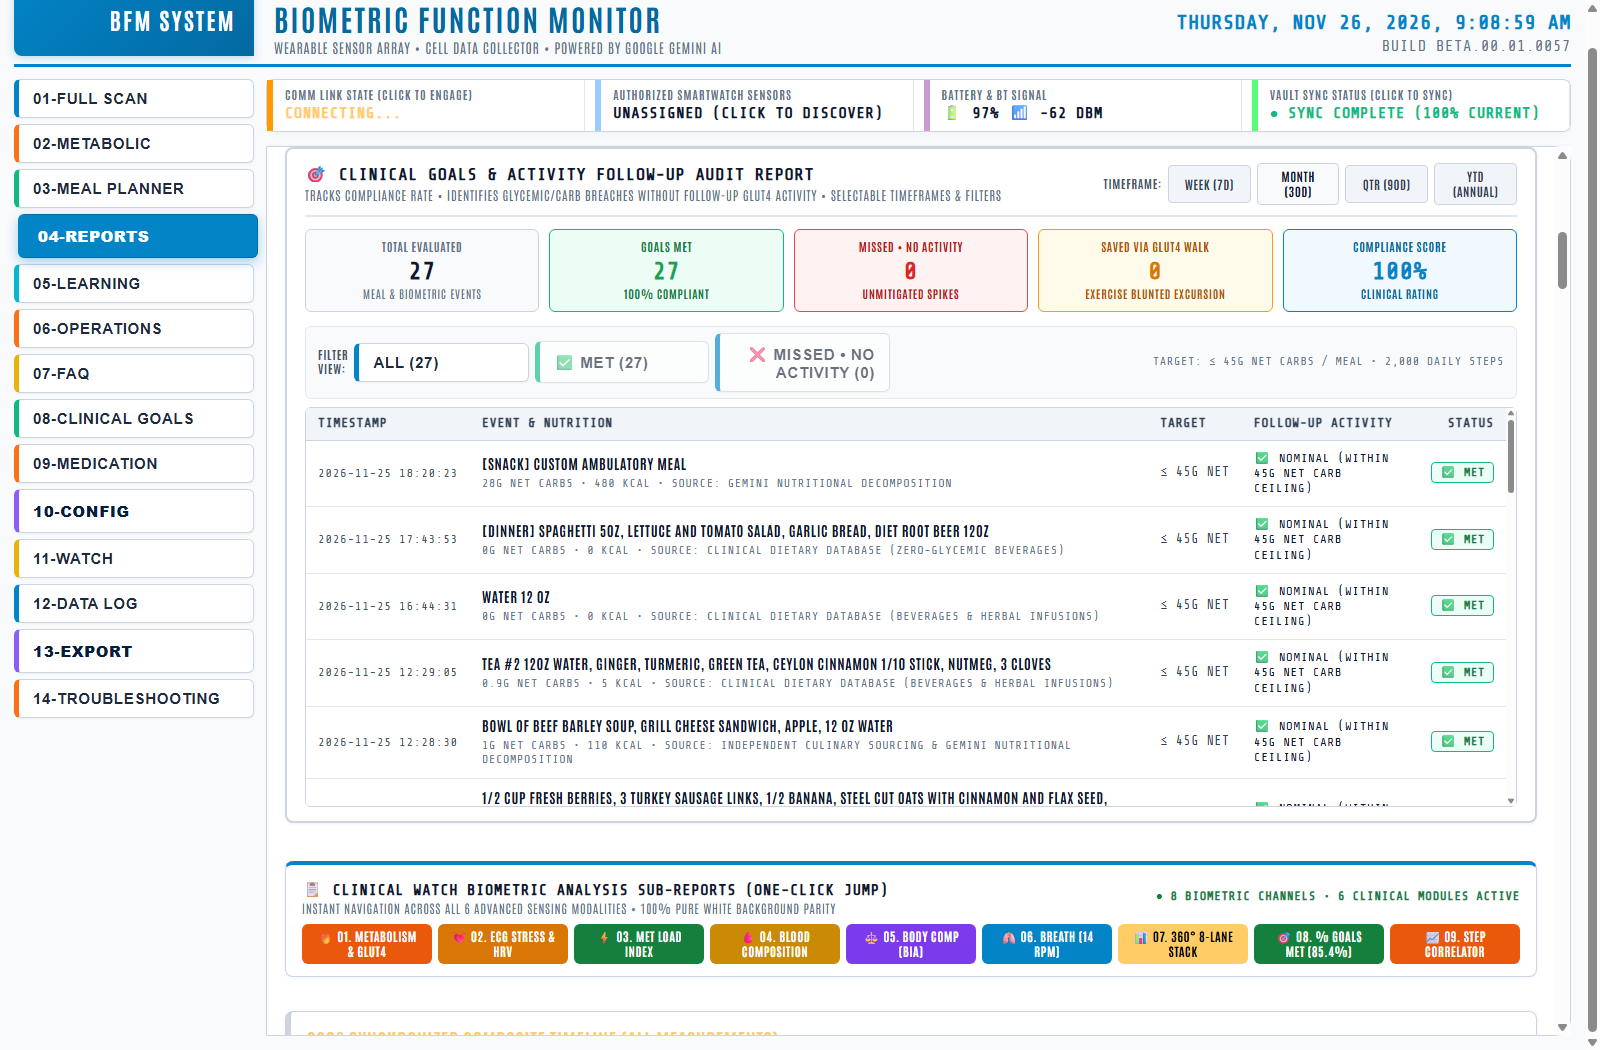 BFM SYSTEM
BIOMETRIC FUNCTION MONITOR
WEARABLE SENSOR ARRAY • CELL DATA COLLECTOR • POWERED BY GOOGLE GEMINI AI
THURSDAY, NOV 26, 2026, 9:08:59 AM
BUILD BETA.00.01.0057
01-FULL SCAN
02-METABOLIC
03-MEAL PLANNER
04-REPORTS
05-LEARNING
06-OPERATIONS
07-FAQ
08-CLINICAL GOALS
09-MEDICATION
10-CONFIG
11-WATCH
12-DATA LOG
13-EXPORT
14-TROUBLESHOOTING
COMM LINK STATE (CLICK TO ENGAGE)
CONNECTING...
AUTHORIZED SMARTWATCH SENSORS
UNASSIGNED (CLICK TO DISCOVER)
BATTERY & BT SIGNAL
🔋 97% 📶 -62 DBM
VAULT SYNC STATUS (CLICK TO SYNC)
● SYNC COMPLETE (100% CURRENT)
🎯 CLINICAL GOALS & ACTIVITY FOLLOW-UP AUDIT REPORT
TRACKS COMPLIANCE RATE • IDENTIFIES GLYCEMIC/CARB BREACHES WITHOUT FOLLOW-UP GLUT4 ACTIVITY • SELECTABLE TIMEFRAMES & FILTERS
TIMEFRAME:
WEEK (7D)
MONTH
(30D)
QTR (90D)
YTD
(ANNUAL)
TOTAL EVALUATED
27
MEAL & BIOMETRIC EVENTS
GOALS MET
27
100% COMPLIANT
MISSED • NO ACTIVITY
0
UNMITIGATED SPIKES
SAVED VIA GLUT4 WALK
0
EXERCISE BLUNTED EXCURSION
COMPLIANCE SCORE
100%
CLINICAL RATING
FILTER
VIEW:
ALL (27)
✅ MET (27)
❌ MISSED • NO
ACTIVITY (0)
TARGET: ≤ 45G NET CARBS / MEAL • 2,000 DAILY STEPS
TIMESTAMP EVENT & NUTRITION TARGET FOLLOW-UP ACTIVITY STATUS
2026-11-25 18:20:23
[SNACK] CUSTOM AMBULATORY MEAL
28G NET CARBS • 480 KCAL • SOURCE: GEMINI NUTRITIONAL DECOMPOSITION
≤ 45G NET
✅ NOMINAL (WITHIN
45G NET CARB
CEILING)
✅ MET
2026-11-25 17:43:53
[DINNER] SPAGHETTI 5OZ, LETTUCE AND TOMATO SALAD, GARLIC BREAD, DIET ROOT BEER 12OZ
0G NET CARBS • 0 KCAL • SOURCE: CLINICAL DIETARY DATABASE (ZERO-GLYCEMIC BEVERAGES)
≤ 45G NET
✅ NOMINAL (WITHIN
45G NET CARB
CEILING)
✅ MET
2026-11-25 16:44:31
WATER 12 OZ
0G NET CARBS • 0 KCAL • SOURCE: CLINICAL DIETARY DATABASE (BEVERAGES & HERBAL INFUSIONS)
≤ 45G NET
✅ NOMINAL (WITHIN
45G NET CARB
CEILING)
✅ MET
2026-11-25 12:29:05
TEA #2 12OZ WATER, GINGER, TURMERIC, GREEN TEA, CEYLON CINNAMON 1/10 STICK, NUTMEG, 3 CLOVES
0.9G NET CARBS • 5 KCAL • SOURCE: CLINICAL DIETARY DATABASE (BEVERAGES & HERBAL INFUSIONS)
≤ 45G NET
✅ NOMINAL (WITHIN
45G NET CARB
CEILING)
✅ MET
2026-11-25 12:28:30
BOWL OF BEEF BARLEY SOUP, GRILL CHEESE SANDWICH, APPLE, 12 OZ WATER
1G NET CARBS • 110 KCAL • SOURCE: INDEPENDENT CULINARY SOURCING & GEMINI NUTRITIONAL
DECOMPOSITION
≤ 45G NET
✅ NOMINAL (WITHIN
45G NET CARB
CEILING)
✅ MET
1/2 CUP FRESH BERRIES, 3 TURKEY SAUSAGE LINKS, 1/2 BANANA, STEEL CUT OATS WITH CINNAMON AND FLAX SEED,
✅ NOMINAL (WITHIN
📋 CLINICAL WATCH BIOMETRIC ANALYSIS SUB-REPORTS (ONE-CLICK JUMP)
INSTANT NAVIGATION ACROSS ALL 6 ADVANCED SENSING MODALITIES • 100% PURE WHITE BACKGROUND PARITY
● 8 BIOMETRIC CHANNELS • 6 CLINICAL MODULES ACTIVE
🔥 01. METABOLISM
& GLUT4
💓 02. ECG STRESS &
HRV
⚡ 03. MET LOAD
INDEX
🩸 04. BLOOD
COMPOSITION
⚖️ 05. BODY COMP
(BIA)
🫁 06. BREATH (14
RPM)
📊 07. 360° 8-LANE
STACK
🎯 08. % GOALS
MET (85.4%)
📈 09. STEP
CORRELATOR
SYNCHRONIZED COMPOSITE TIMELINE (ALL MEASUREMENTS)